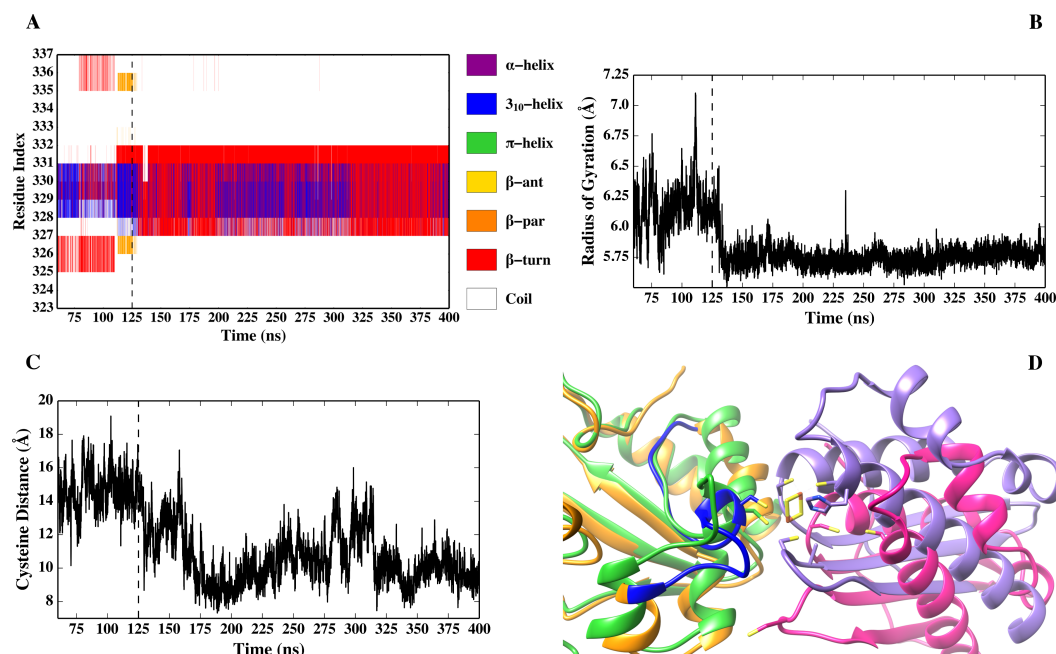 A
337
336
335
334
333
332
331
330
329
328
327
326
325
324
323
Residue Index
75 100 125 150 175 200 225 250 275 300 325 350 375 400
Time (ns)
α−helix
3₁₀−helix
π−helix
β−ant
β−par
β−turn
Coil
B
7.25
7.0
6.75
6.5
6.25
6.0
5.75
Radius of Gyration (Å)
75 100 125 150 175 200 225 250 275 300 325 350 375 400
Time (ns)
C
20
18
16
14
12
10
8
Cysteine Distance (Å)
75 100 125 150 175 200 225 250 275 300 325 350 375 400
Time (ns)
D